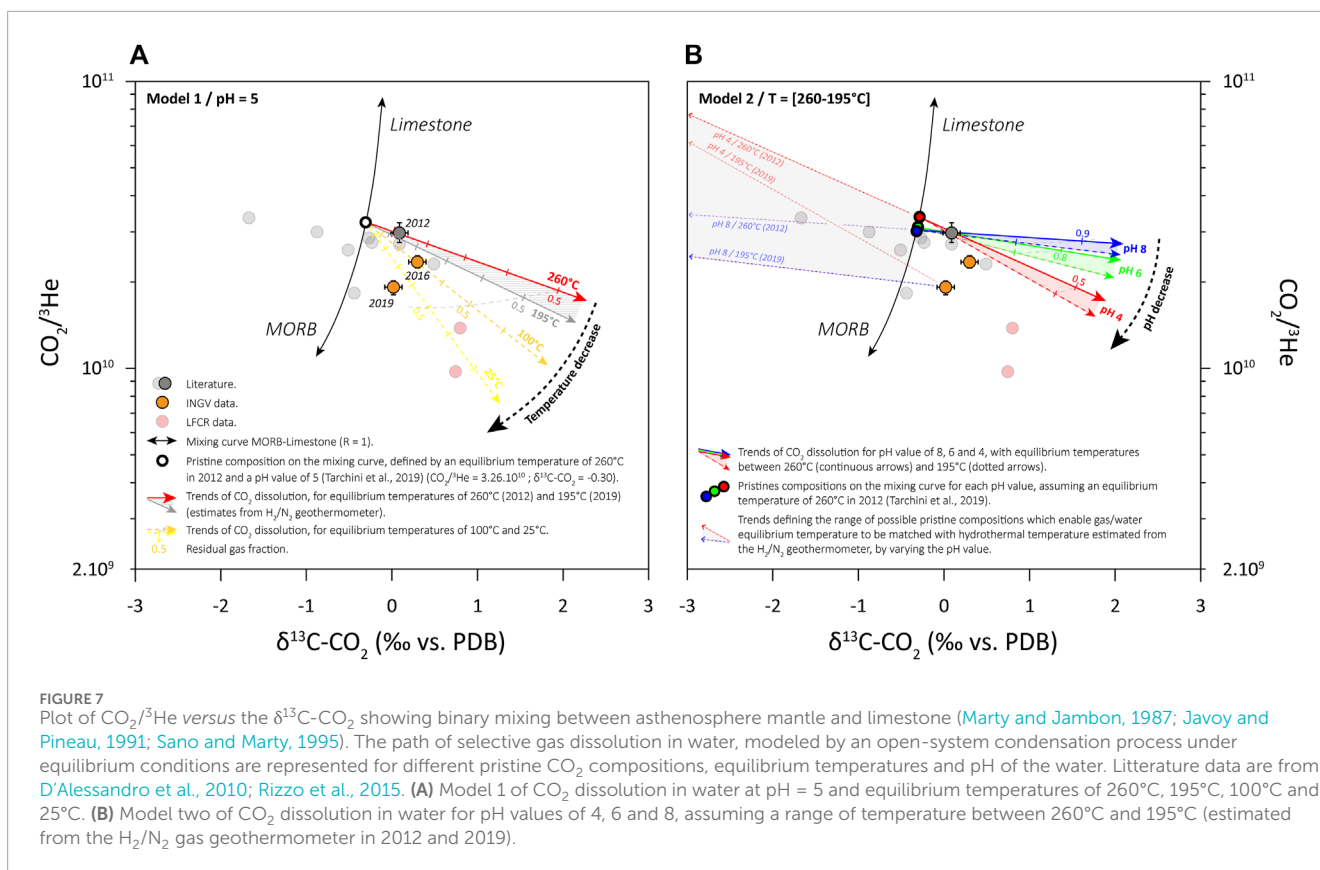 A
Model 1 / pH = 5
10¹¹
10¹⁰
2.10⁹
CO₂/³He
Limestone
MORB
2012
2016
2019
260°C
0.5
195°C
0.5
100°C
0.5
25°C
0.5
Temperature decrease
Literature.
INGV data.
LFCR data.
Mixing curve MORB-Limestone (R = 1).
Pristine composition on the mixing curve, defined by an equilibrium temperature of 260°C
in 2012 and a pH value of 5 (Tarchini et al., 2019) (CO₂/³He = 3.26.10¹⁰ ; δ¹³C-CO₂ = -0.30).
Trends of CO₂ dissolution, for equilibrium temperatures of 260°C (2012) and 195°C (2019)
(estimates from H₂/N₂ geothermometer).
Trends of CO₂ dissolution, for equilibrium temperatures of 100°C and 25°C.
0.5 Residual gas fraction.
-3 -2 -1 0 1 2 3
δ¹³C-CO₂ (‰ vs. PDB)
B
Model 2 / T = [260-195°C]
10¹¹
10¹⁰
2.10⁹
CO₂/³He
Limestone
MORB
pH 4 / 260°C (2012)
pH 4 / 195°C (2019)
pH 8 / 260°C (2012)
pH 8 / 195°C (2019)
0.9
pH 8
0.8
pH 6
0.5
pH 4
pH decrease
Trends of CO₂ dissolution for pH value of 8, 6 and 4, with equilibrium temperatures
between 260°C (continuous arrows) and 195°C (dotted arrows).
Pristines compositions on the mixing curve for each pH value, assuming an equilibrium
temperature of 260°C in 2012 (Tarchini et al., 2019).
Trends defining the range of possible pristine compositions which enable gas/water
equilibrium temperature to be matched with hydrothermal temperature estimated from
the H₂/N₂ geothermometer, by varying the pH value.
-3 -2 -1 0 1 2 3
δ¹³C-CO₂ (‰ vs. PDB)
FIGURE 7
Plot of CO₂/³He versus the δ¹³C-CO₂ showing binary mixing between asthenosphere mantle and limestone (Marty and Jambon, 1987; Javoy and
Pineau, 1991; Sano and Marty, 1995). The path of selective gas dissolution in water, modeled by an open-system condensation process under
equilibrium conditions are represented for different pristine CO₂ compositions, equilibrium temperatures and pH of the water. Litterature data are from
D'Alessandro et al., 2010; Rizzo et al., 2015. (A) Model 1 of CO₂ dissolution in water at pH = 5 and equilibrium temperatures of 260°C, 195°C, 100°C and
25°C. (B) Model two of CO₂ dissolution in water for pH values of 4, 6 and 8, assuming a range of temperature between 260°C and 195°C (estimated
from the H₂/N₂ gas geothermometer in 2012 and 2019).